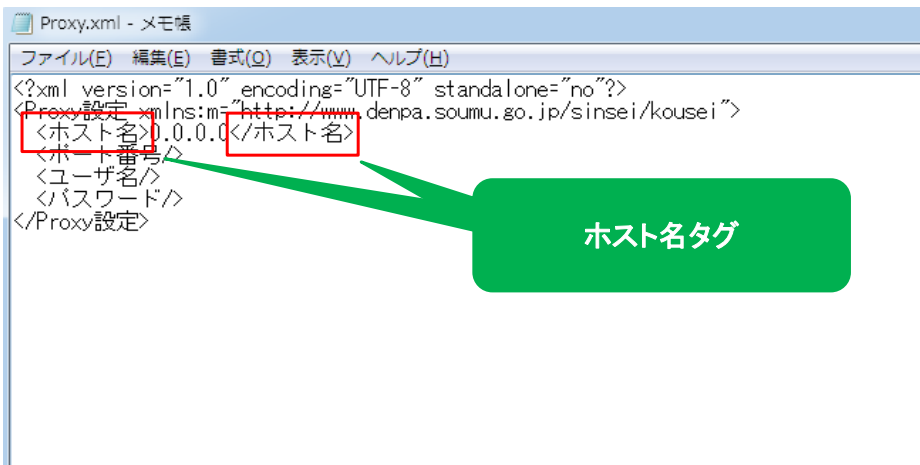 Proxy.xml - メモ帳
ファイル(F) 編集(E) 書式(O) 表示(V) ヘルプ(H)
<?xml version="1.0" encoding="UTF-8" standalone="no"?>
<Proxy設定 xmlns:m="http://www.denpa.soumu.go.jp/sinsei/kousei">
<ホスト名>0.0.0.0</ホスト名>
<ポート番号/>
<ユーザ名/>
<パスワード/>
</Proxy設定>
ホスト名タグ